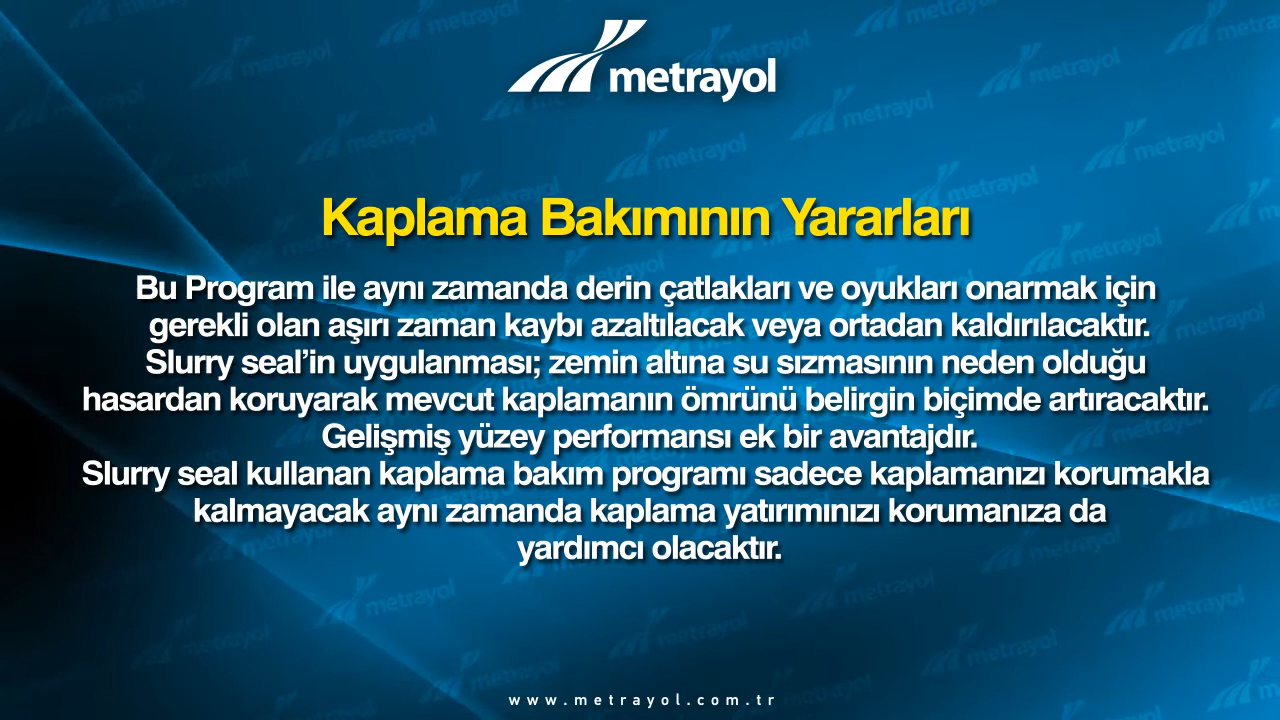 metrayol
Kaplama Bakımının Yararları
Bu Program ile aynı zamanda derin çatlakları ve oyukları onarmak için
gerekli olan aşırı zaman kaybı azaltılacak veya ortadan kaldırılacaktır.
Slurry seal’in uygulanması; zemin altına su sızmasının neden olduğu
hasardan koruyarak mevcut kaplamanın ömrünü belirgin biçimde artıracaktır.
Gelişmiş yüzey performansı ek bir avantajdır.
Slurry seal kullanan kaplama bakım programı sadece kaplamanızı korumakla
kalmayacak aynı zamanda kaplama yatırımınızı korumanıza da
yardımcı olacaktır.
www.metrayol.com.tr